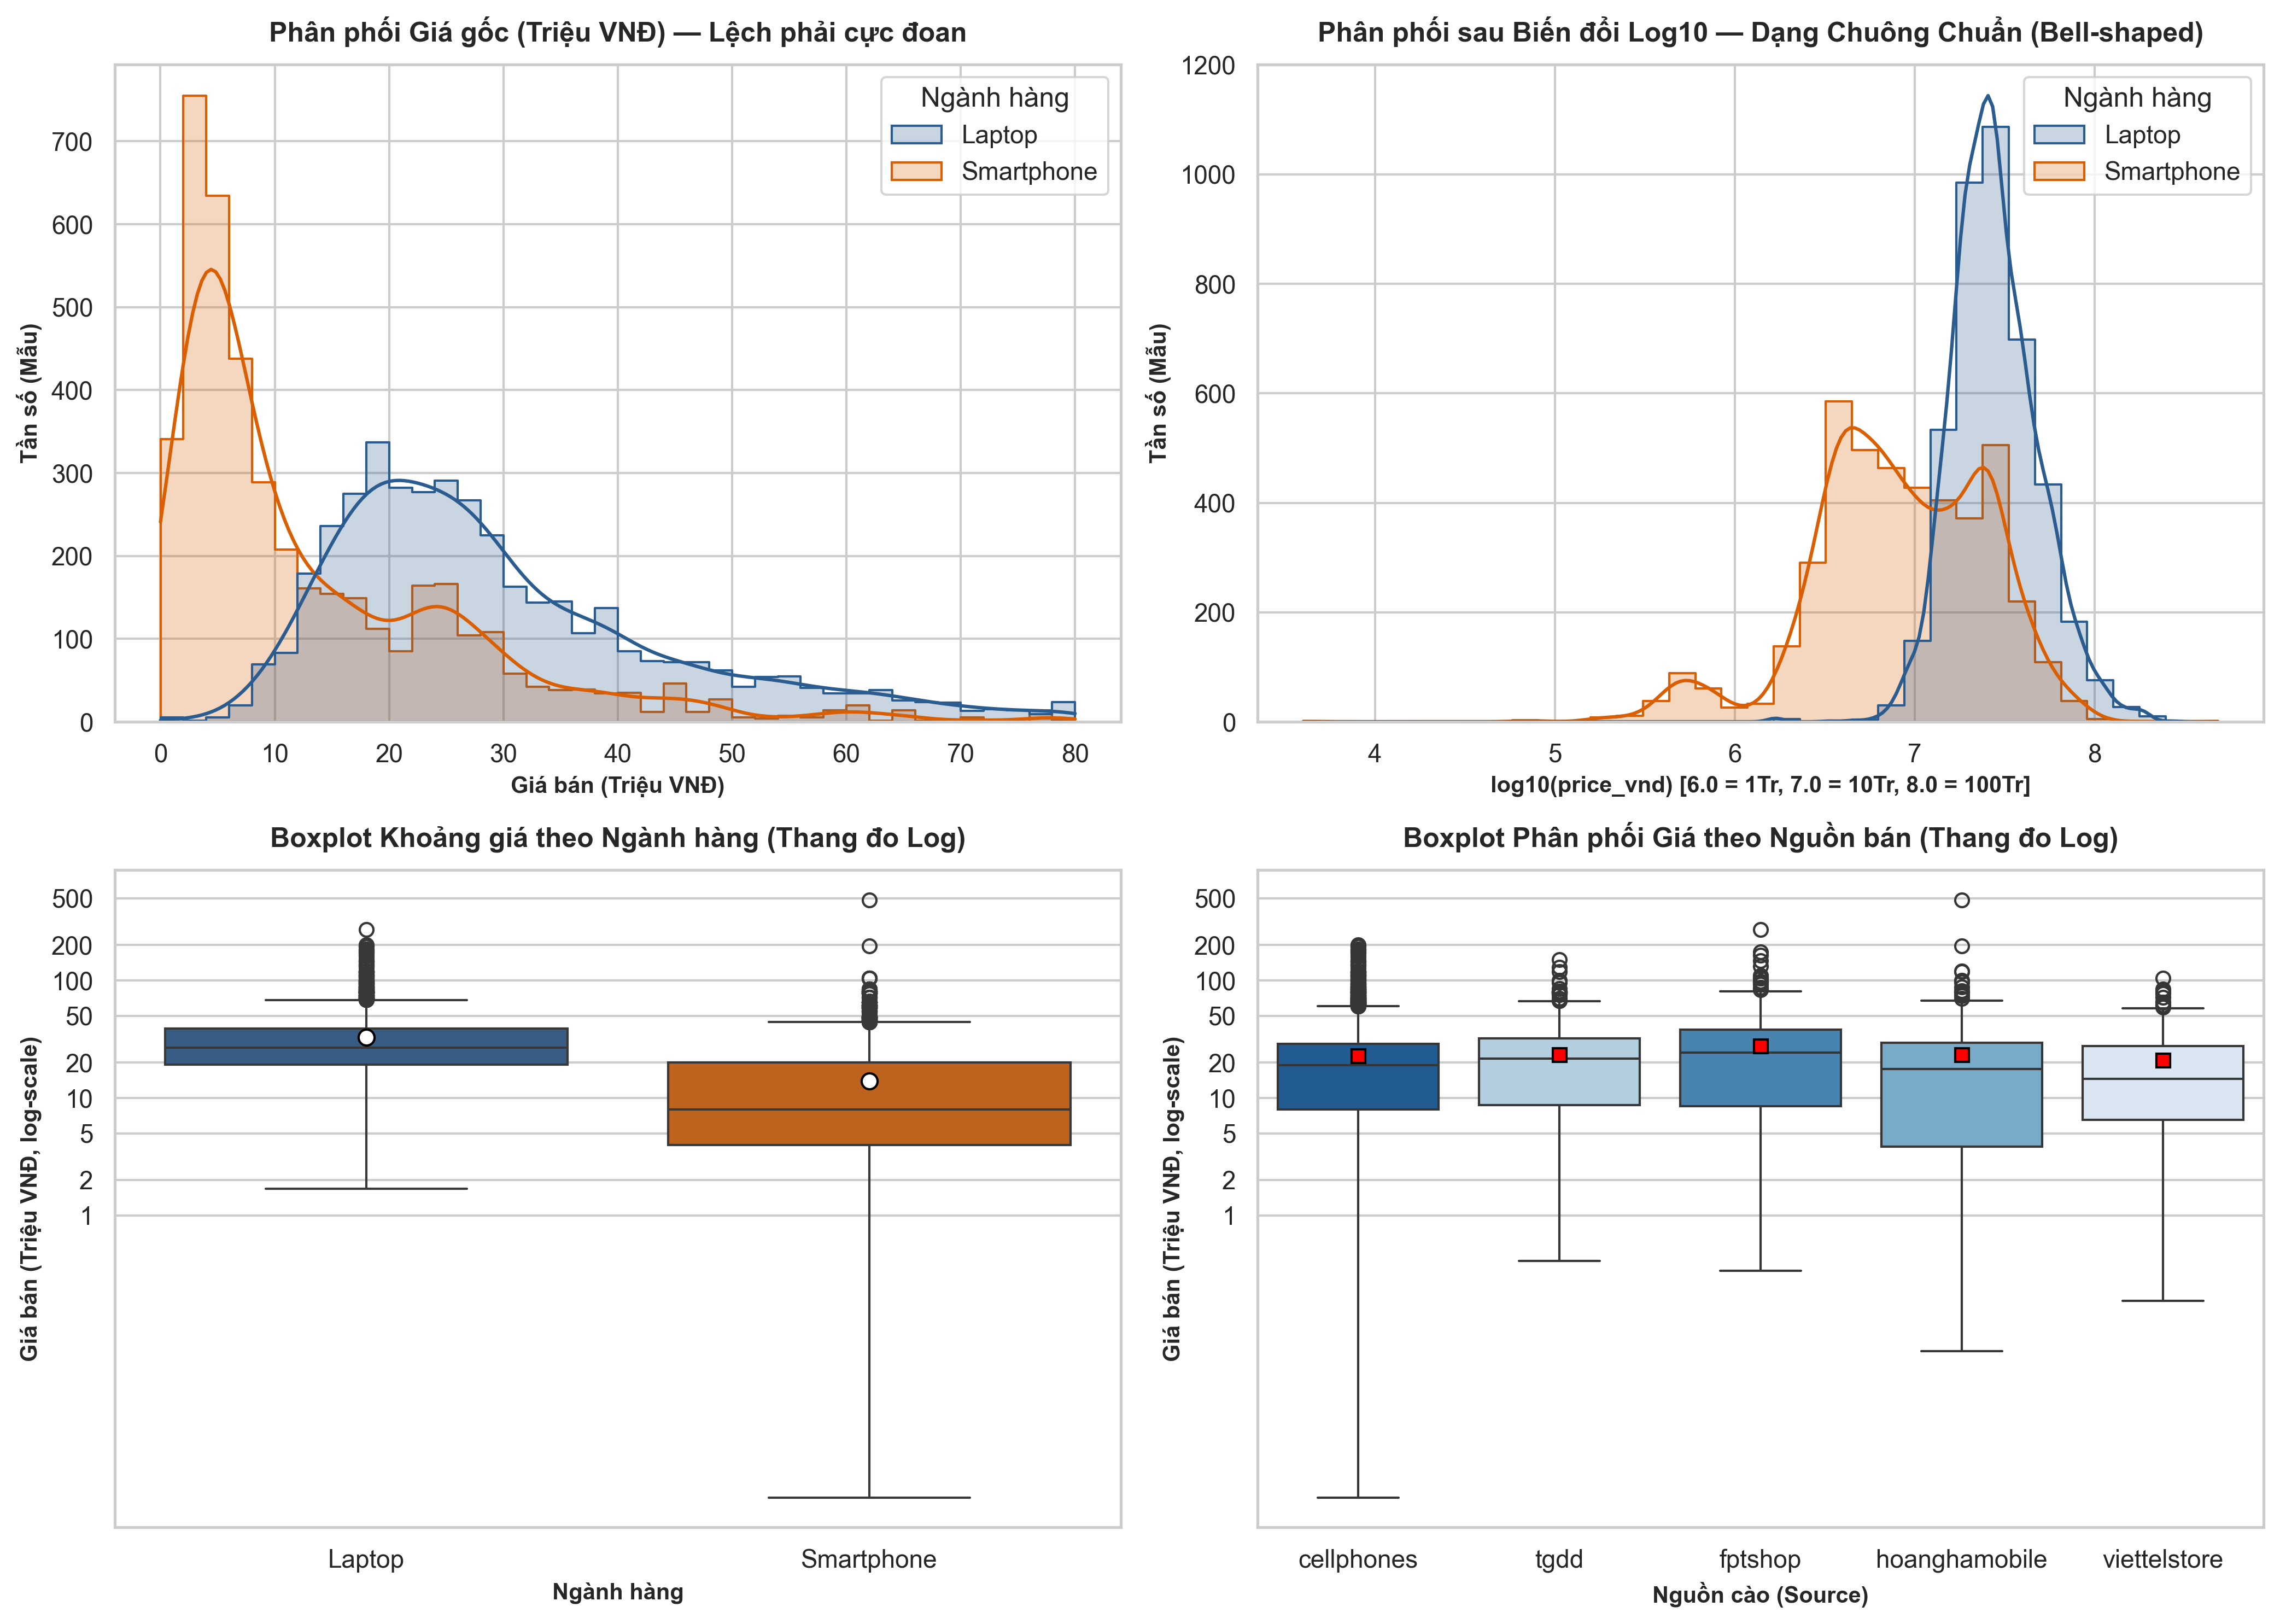 Phân phối Giá gốc (Triệu VNĐ) — Lệch phải cực đoan
Ngành hàng
Laptop
Smartphone
Tần số (Mẫu)
700
600
500
400
300
200
100
0
0 10 20 30 40 50 60 70 80
Giá bán (Triệu VNĐ)
Phân phối sau Biến đổi Log10 — Dạng Chuông Chuẩn (Bell-shaped)
Ngành hàng
Laptop
Smartphone
Tần số (Mẫu)
1200
1000
800
600
400
200
0
4 5 6 7 8
log10(price_vnd) [6.0 = 1Tr, 7.0 = 10Tr, 8.0 = 100Tr]
Boxplot Khoảng giá theo Ngành hàng (Thang đo Log)
Giá bán (Triệu VNĐ, log-scale)
500
200
100
50
20
10
5
2
1
Laptop Smartphone
Ngành hàng
Boxplot Phân phối Giá theo Nguồn bán (Thang đo Log)
Giá bán (Triệu VNĐ, log-scale)
500
200
100
50
20
10
5
2
1
cellphones tgdd fptshop hoanghamobile viettelstore
Nguồn cào (Source)